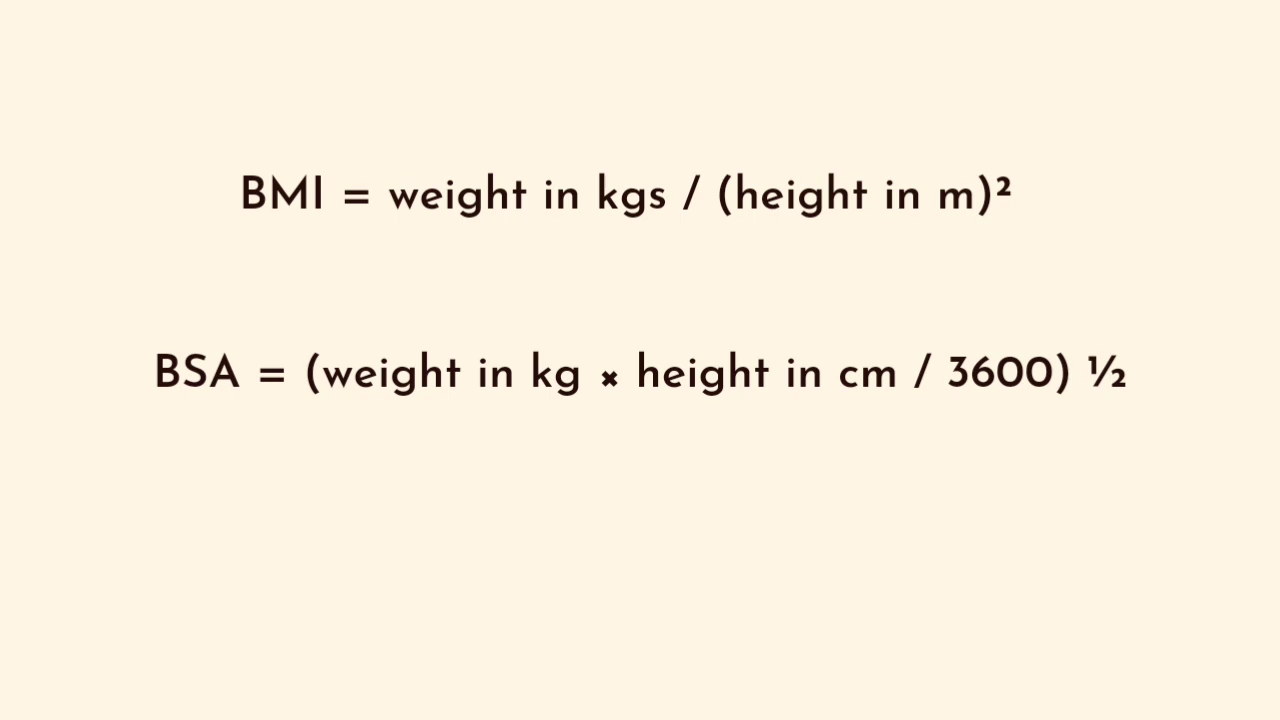 BMI = weight in kgs / (height in m)²
BSA = (weight in kg × height in cm / 3600) ½